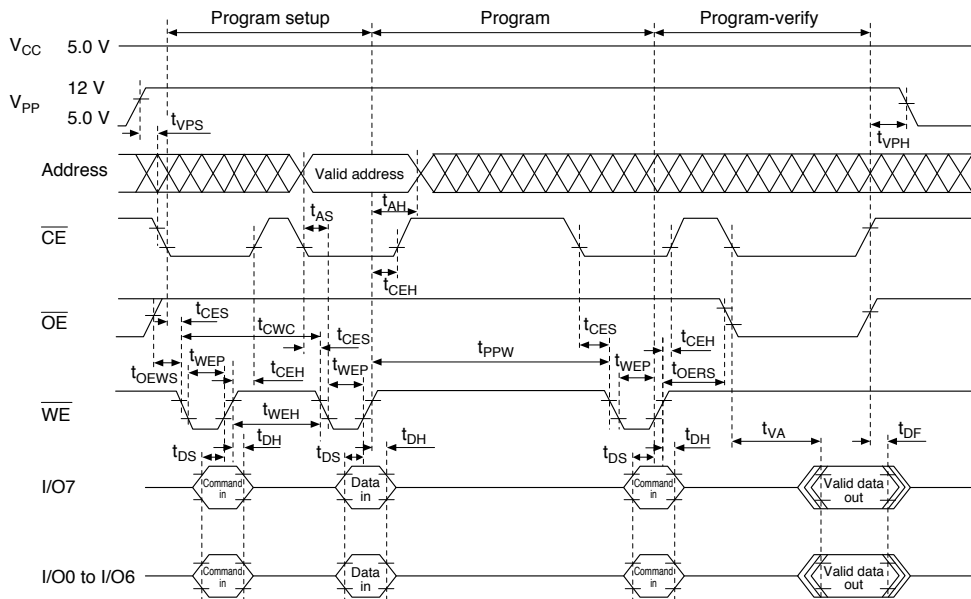 Program setup Program Program-verify
VCC 5.0 V
12 V
VPP
5.0 V
tVPS
tVPH
Address Valid address
tAS tAH
CE
tCEH
OE
tCES tCWC tCES tCES tCEH
tPPW
tOEWS tWEP tCEH tWEP tWEP tOERS
WE
tWEH
tDS tDH tDS tDH tDS tDH tVA tDF
I/O7 Command in Data in Command in Valid data out
I/O0 to I/O6 Command in Data in Command in Valid data out